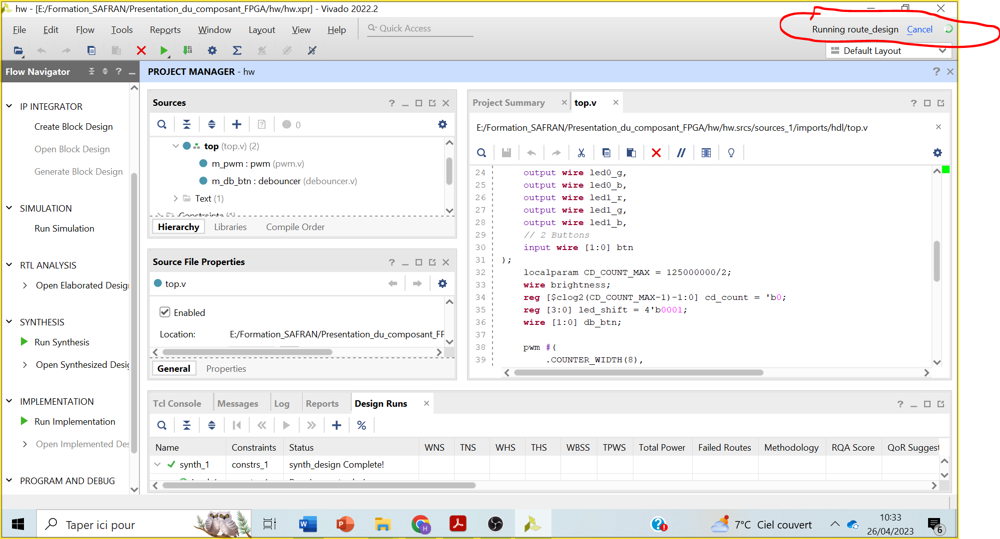 hw - [E:/Formation_SAFRAN/Presentation_du_composant_FPGA/hw/hw.xpr] - Vivado 2022.2
File Edit Flow Tools Reports Window Layout View Help Quick Access
Running route_design Cancel
Default Layout
Flow Navigator
PROJECT MANAGER - hw
IP INTEGRATOR
Create Block Design
Open Block Design
Generate Block Design
SIMULATION
Run Simulation
RTL ANALYSIS
Open Elaborated Design
SYNTHESIS
Run Synthesis
Open Synthesized Desig
IMPLEMENTATION
Run Implementation
Open Implemented Des
PROGRAM AND DEBUG
Sources
0
top (top.v) (2)
m_pwm : pwm (pwm.v)
m_db_btn : debouncer (debouncer.v)
Text (1)
Constraints (1)
Hierarchy Libraries Compile Order
Source File Properties
top.v
Enabled
Location: E:/Formation_SAFRAN/Presentation_du_composant_FP
General Properties
Project Summary top.v
E:/Formation_SAFRAN/Presentation_du_composant_FPGA/hw/hw.srcs/sources_1/imports/hdl/top.v
24 output wire led0_g,
25 output wire led0_b,
26 output wire led1_r,
27 output wire led1_g,
28 output wire led1_b,
29 // 2 Buttons
30 input wire [1:0] btn
31 );
32 localparam CD_COUNT_MAX = 125000000/2;
33 wire brightness;
34 reg [$clog2(CD_COUNT_MAX-1)-1:0] cd_count = 'b0;
35 reg [3:0] led_shift = 4'b0001;
36 wire [1:0] db_btn;
37
38 pwm #(
39 .COUNTER_WIDTH(8),
Tcl Console Messages Log Reports Design Runs
Name Constraints Status WNS TNS WHS THS WBSS TPWS Total Power Failed Routes Methodology RQA Score QoR Suggest
synth_1 constrs_1 synth_design Complete!
Taper ici pour
7°C Ciel couvert
10:33
26/04/2023
6